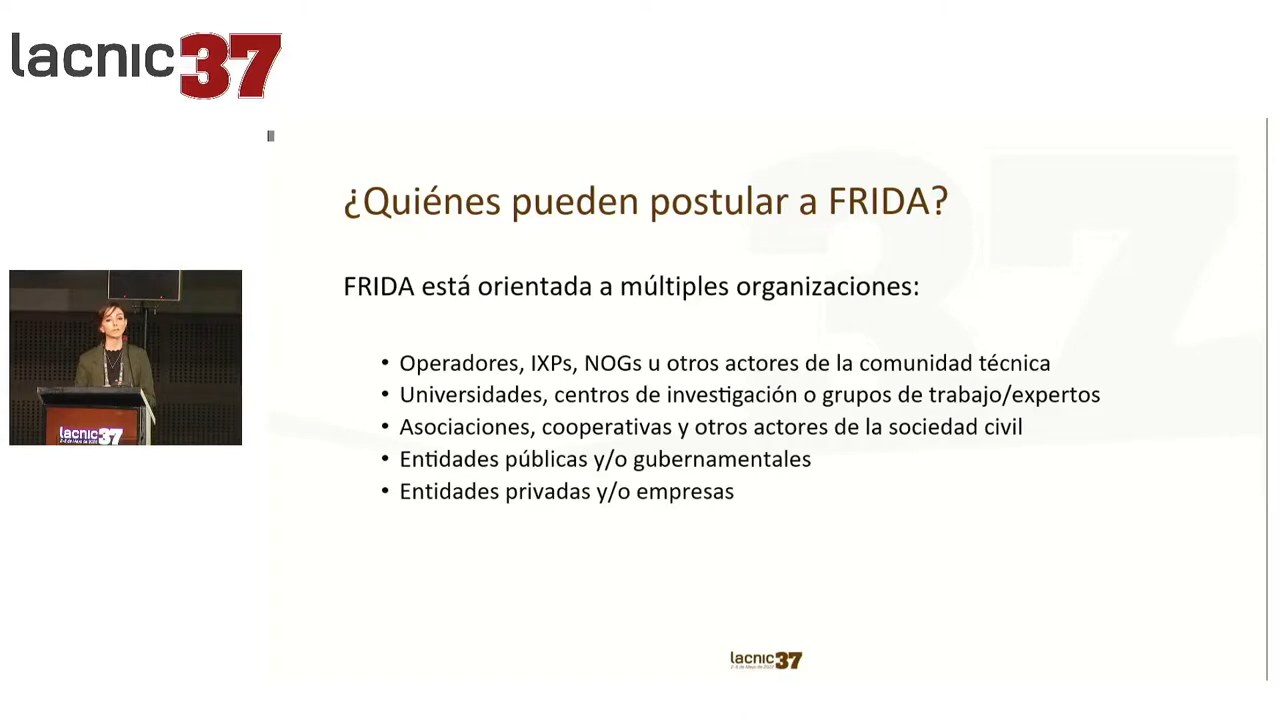 lacnic37
¿Quiénes pueden postular a FRIDA?
FRIDA está orientada a múltiples organizaciones:
• Operadores, IXPs, NOGs u otros actores de la comunidad técnica
• Universidades, centros de investigación o grupos de trabajo/expertos
• Asociaciones, cooperativas y otros actores de la sociedad civil
• Entidades públicas y/o gubernamentales
• Entidades privadas y/o empresas
lacnic37
lacnic37